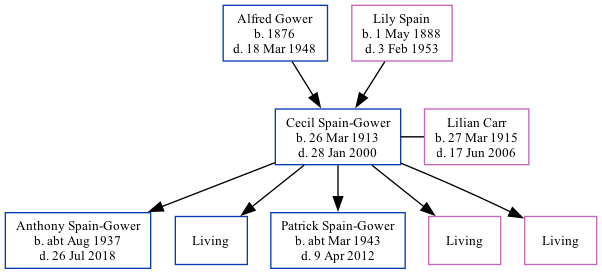 Alfred Gower
b. 1876
d. 18 Mar 1948
Lily Spain
b. 1 May 1888
d. 3 Feb 1953
Cecil Spain-Gower
b. 26 Mar 1913
d. 28 Jan 2000
Lilian Carr
b. 27 Mar 1915
d. 17 Jun 2006
Anthony Spain-Gower
b. abt Aug 1937
d. 26 Jul 2018
Living
Patrick Spain-Gower
b. abt Mar 1943
d. 9 Apr 2012
Living
Living